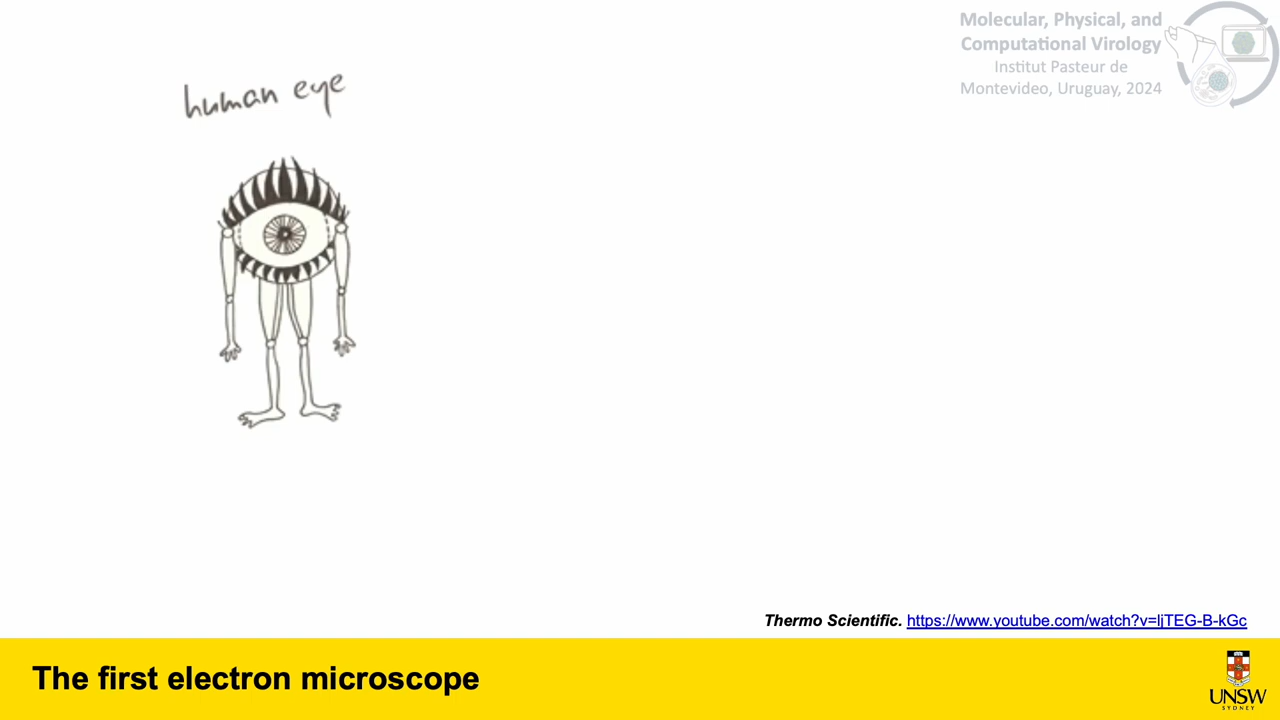 Molecular, Physical, and
Computational Virology
Institut Pasteur de
Montevideo, Uruguay, 2024
human eye
Thermo Scientific. https://www.youtube.com/watch?v=ljTEG-B-kGc
The first electron microscope
UNSW
SYDNEY